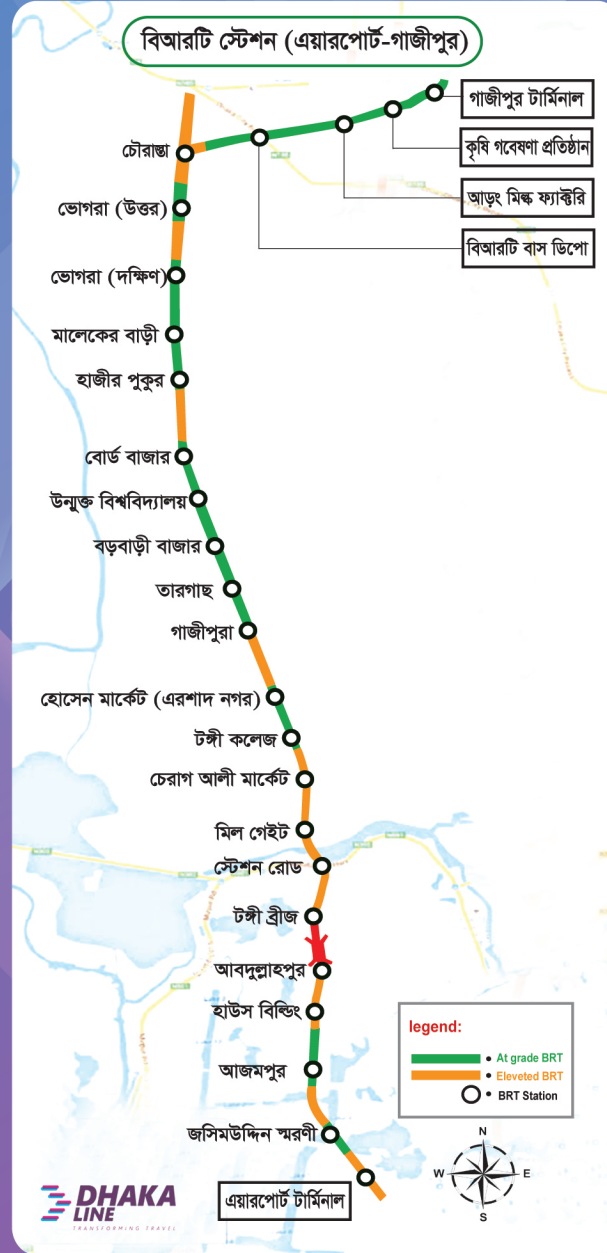 বিআরটি স্টেশন (এয়ারপোর্ট-গাজীপুর)
গাজীপুর টার্মিনাল
কৃষি গবেষণা প্রতিষ্ঠান
আড়ং মিল্ক ফ্যাক্টরি
বিআরটি বাস ডিপো
চৌরাস্তা
ভোগরা (উত্তর)
ভোগরা (দক্ষিণ)
মালেকের বাড়ী
হাজীর পুকুর
বোর্ড বাজার
উন্মুক্ত বিশ্ববিদ্যালয়
বড়বাড়ী বাজার
তারগাছ
গাজীপুরা
হোসেন মার্কেট (এরশাদ নগর)
টঙ্গী কলেজ
চেরাগ আলী মার্কেট
মিল গেইট
স্টেশন রোড
টঙ্গী ব্রীজ
আবদুল্লাহপুর
হাউস বিল্ডিং
আজমপুর
জসিমউদ্দিন স্মরণী
এয়ারপোর্ট টার্মিনাল
legend:
• At grade BRT
• Eleveted BRT
• BRT Station
N
W E
S
DHAKA
LINE
TRANSFORMING TRAVEL